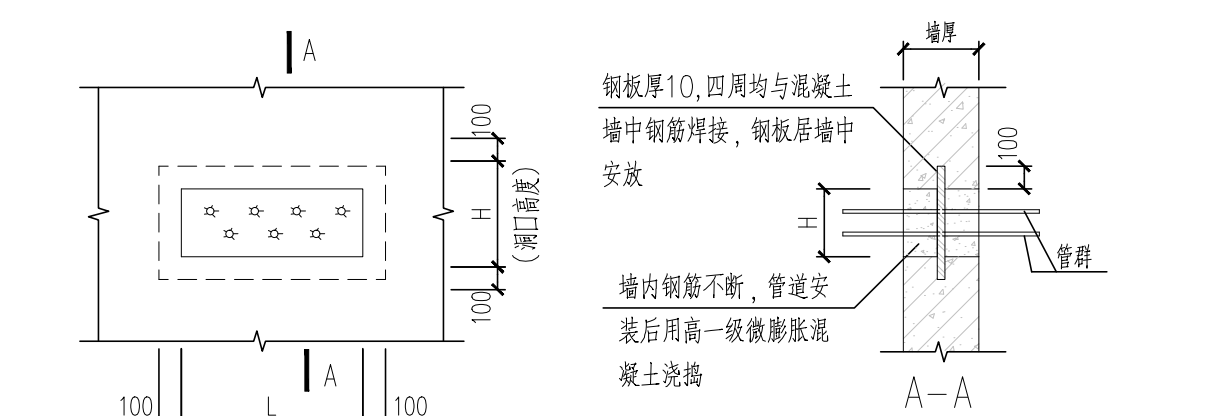 A
100
H
(洞口高度)
100
A
100
L
100
墙厚
钢板厚10,四周均与混凝土
墙中钢筋焊接,钢板居墙中
安放
100
H
管群
墙内钢筋不断,管道安
装后用高一级微膨胀混
凝土浇捣
A-A